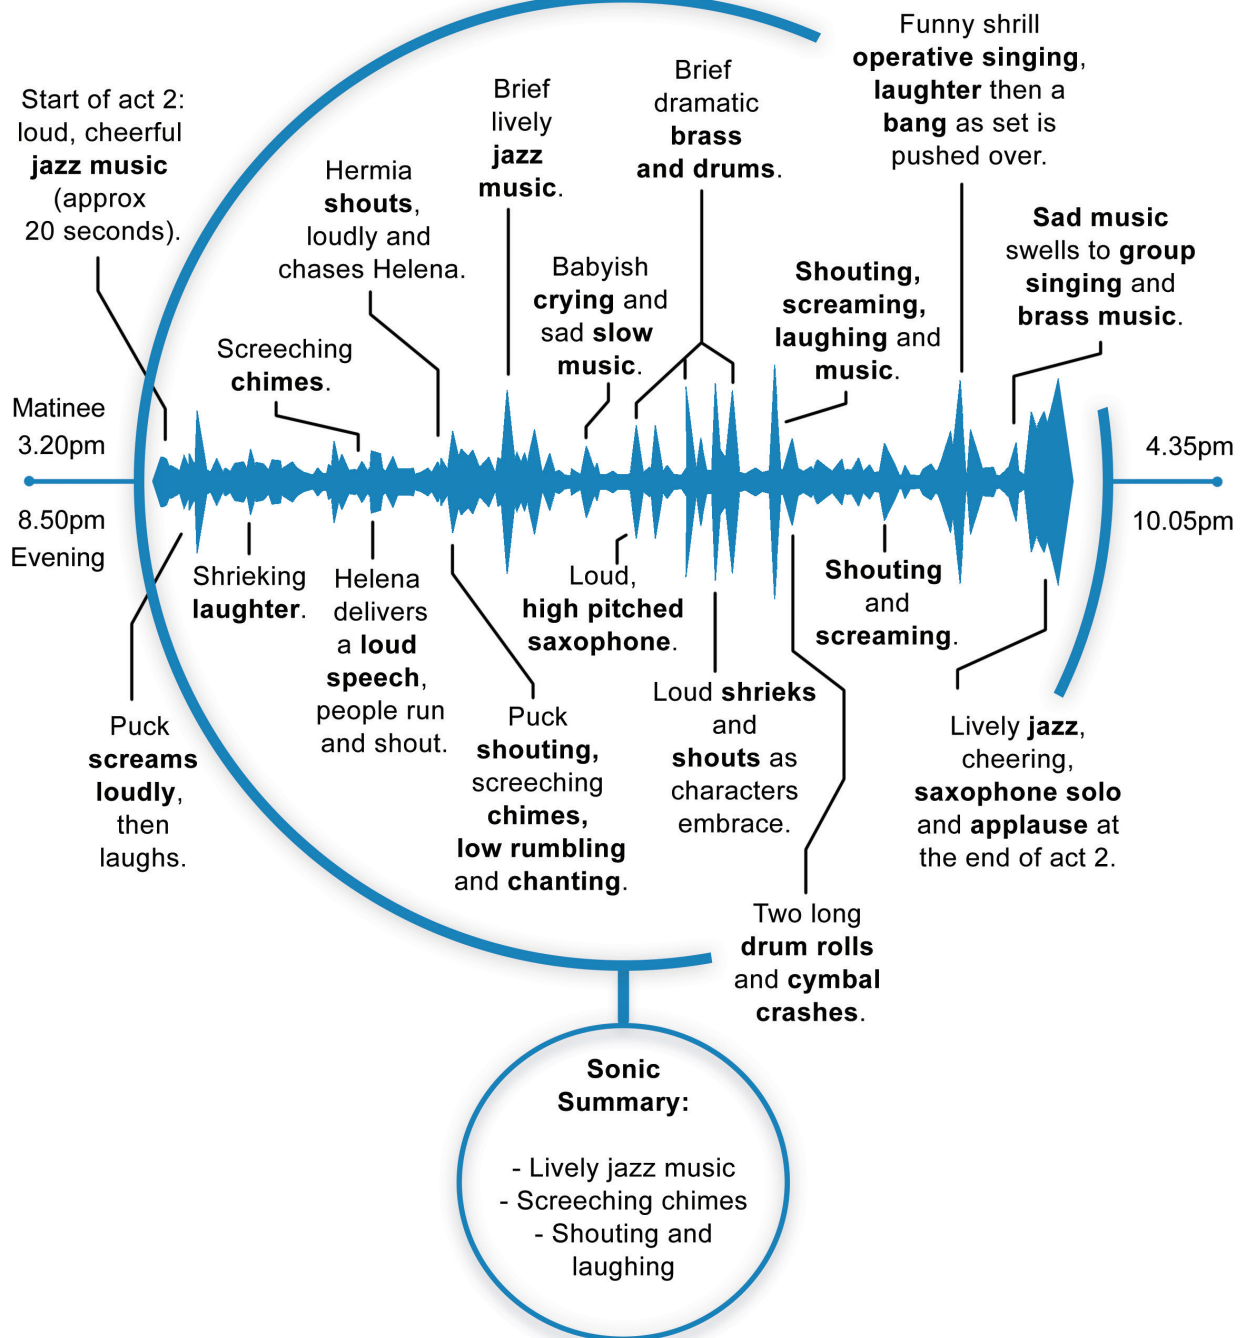 Start of act 2:
loud, cheerful
jazz music
(approx
20 seconds).
Hermia
shouts,
loudly and
chases Helena.
Screeching
chimes.
Brief
lively
jazz
music.
Babyish
crying and
sad slow
music.
Brief
dramatic
brass
and drums.
Shouting,
screaming,
laughing and
music.
Funny shrill
operative singing,
laughter then a
bang as set is
pushed over.
Sad music
swells to group
singing and
brass music.
Matinee
3.20pm
8.50pm
Evening
4.35pm
10.05pm
Puck
screams
loudly,
then
laughs.
Shrieking
laughter.
Helena
delivers
a loud
speech,
people run
and shout.
Puck
shouting,
screeching
chimes,
low rumbling
and chanting.
Loud,
high pitched
saxophone.
Loud shrieks
and
shouts as
characters
embrace.
Two long
drum rolls
and cymbal
crashes.
Shouting
and
screaming.
Lively jazz,
cheering,
saxophone solo
and applause at
the end of act 2.
Sonic
Summary:
- Lively jazz music
- Screeching chimes
- Shouting and
laughing